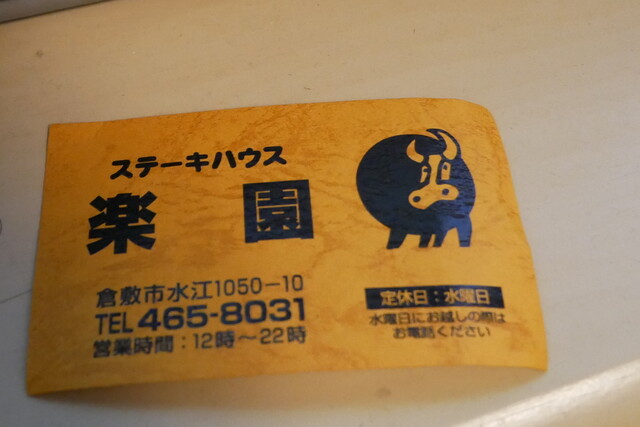 ステーキハウス
楽園
倉敷市水江1050-10
TEL 465-8031
営業時間：12時～22時
定休日：水曜日
水曜日にお越しの際は
お電話ください